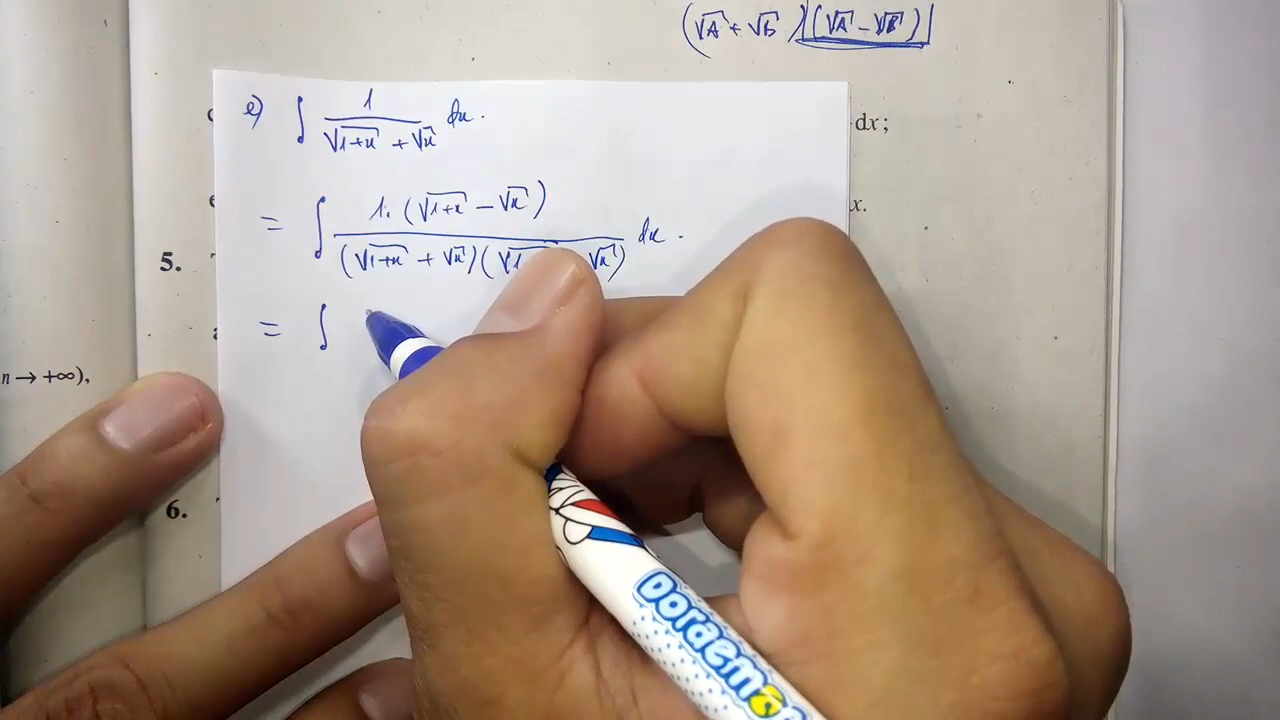 (√A + √B)(√A - √B)
e) ∫ 1/(√(1+x) + √x) dx.
dx;
= ∫ 1.(√(1+x) - √x)/((√(1+x) + √x)(√1 √x)) dx.
x.
5.
= ∫
n → +∞),
6.
DORAEMON